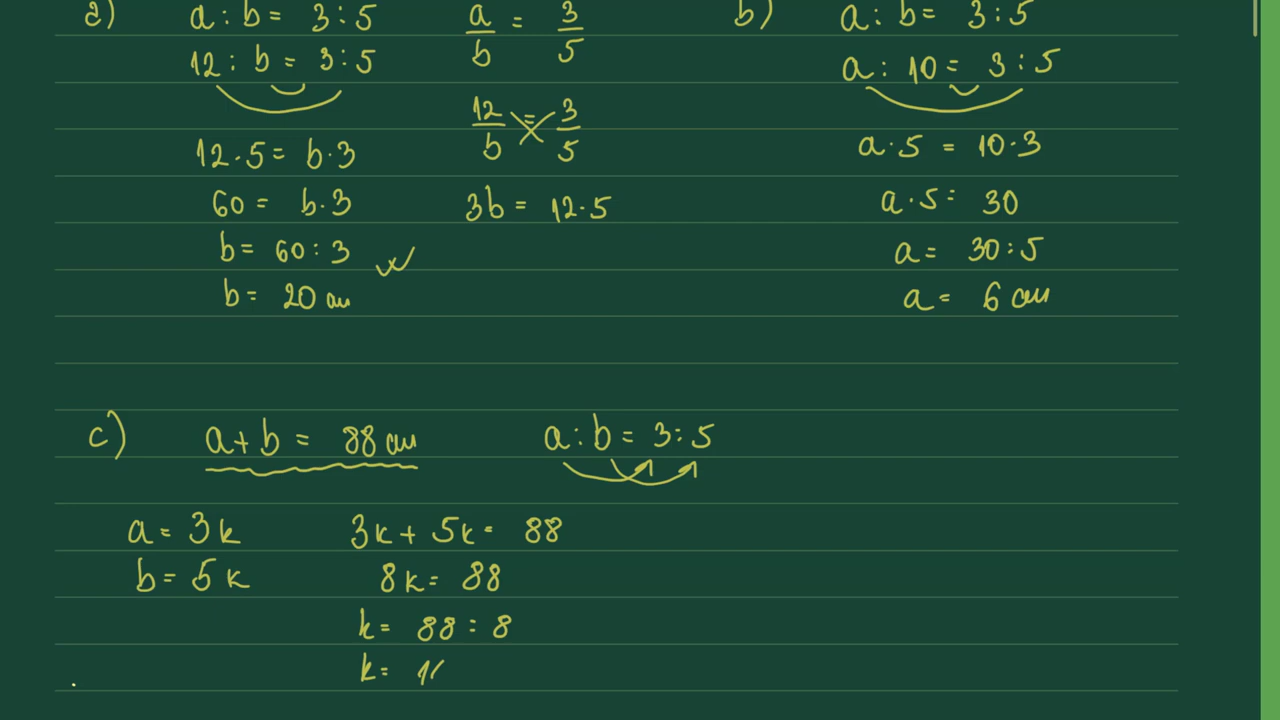 a) a : b = 3 : 5
12 : b = 3 : 5
12 · 5 = b · 3
60 = b · 3
b = 60 : 3
b = 20 cm
a/b = 3/5
12/b = 3/5
3b = 12 · 5
b) a : b = 3 : 5
a : 10 = 3 : 5
a · 5 = 10 · 3
a · 5 = 30
a = 30 : 5
a = 6 cm
c) a + b = 88 cm a : b = 3 : 5
a = 3k
b = 5k
3k + 5k = 88
8k = 88
k = 88 : 8
k = 11